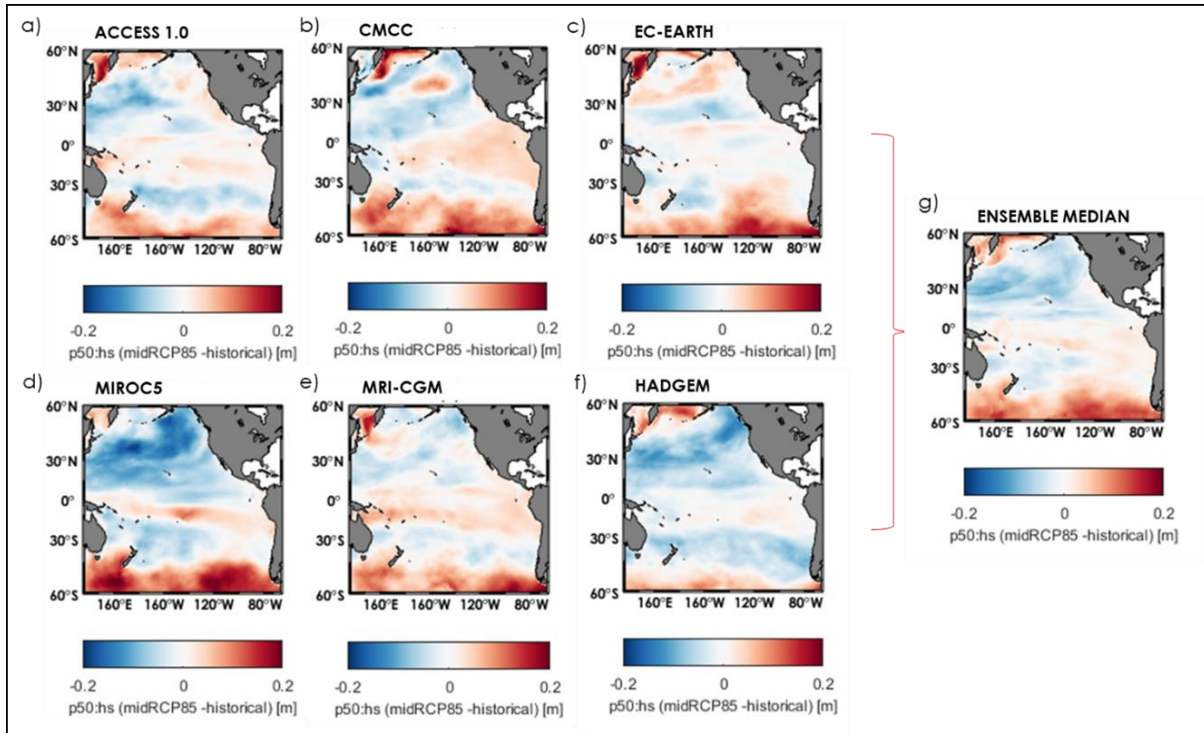 a) ACCESS 1.0
60°N
30°N
0°
30°S
60°S
160°E 160°W 120°W 80°W
-0.2 0 0.2
p50:hs (midRCP85 -historical) [m]
b) CMCC
60°N
30°N
0°
30°S
60°S
160°E 160°W 120°W 80°W
-0.2 0 0.2
p50:hs (midRCP85 -historical) [m]
c) EC-EARTH
60°N
30°N
0°
30°S
60°S
160°E 160°W 120°W 80°W
-0.2 0 0.2
p50:hs (midRCP85 -historical) [m]
d) MIROC5
60°N
30°N
0°
30°S
60°S
160°E 160°W 120°W 80°W
-0.2 0 0.2
p50:hs (midRCP85 -historical) [m]
e) MRI-CGM
60°N
30°N
0°
30°S
60°S
160°E 160°W 120°W 80°W
-0.2 0 0.2
p50:hs (midRCP85 -historical) [m]
f) HADGEM
60°N
30°N
0°
30°S
60°S
160°E 160°W 120°W 80°W
-0.2 0 0.2
p50:hs (midRCP85 -historical) [m]
g) ENSEMBLE MEDIAN
60°N
30°N
0°
30°S
60°S
160°E 160°W 120°W 80°W
-0.2 0 0.2
p50:hs (midRCP85 -historical) [m]